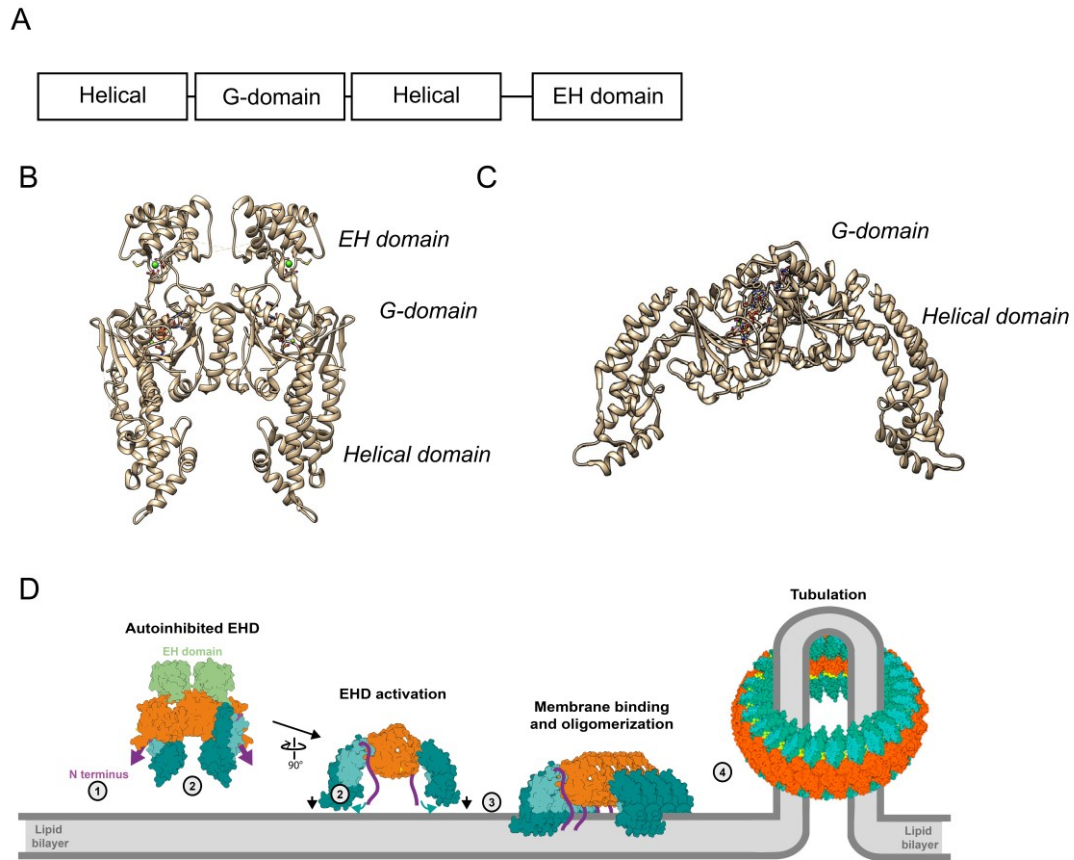 A
Helical
G-domain
Helical
EH domain
B
EH domain
G-domain
Helical domain
C
G-domain
Helical domain
D
Autoinhibited EHD
EH domain
N terminus
1
2
90°
EHD activation
2
3
Membrane binding
and oligomerization
4
Tubulation
Lipid
bilayer
Lipid
bilayer